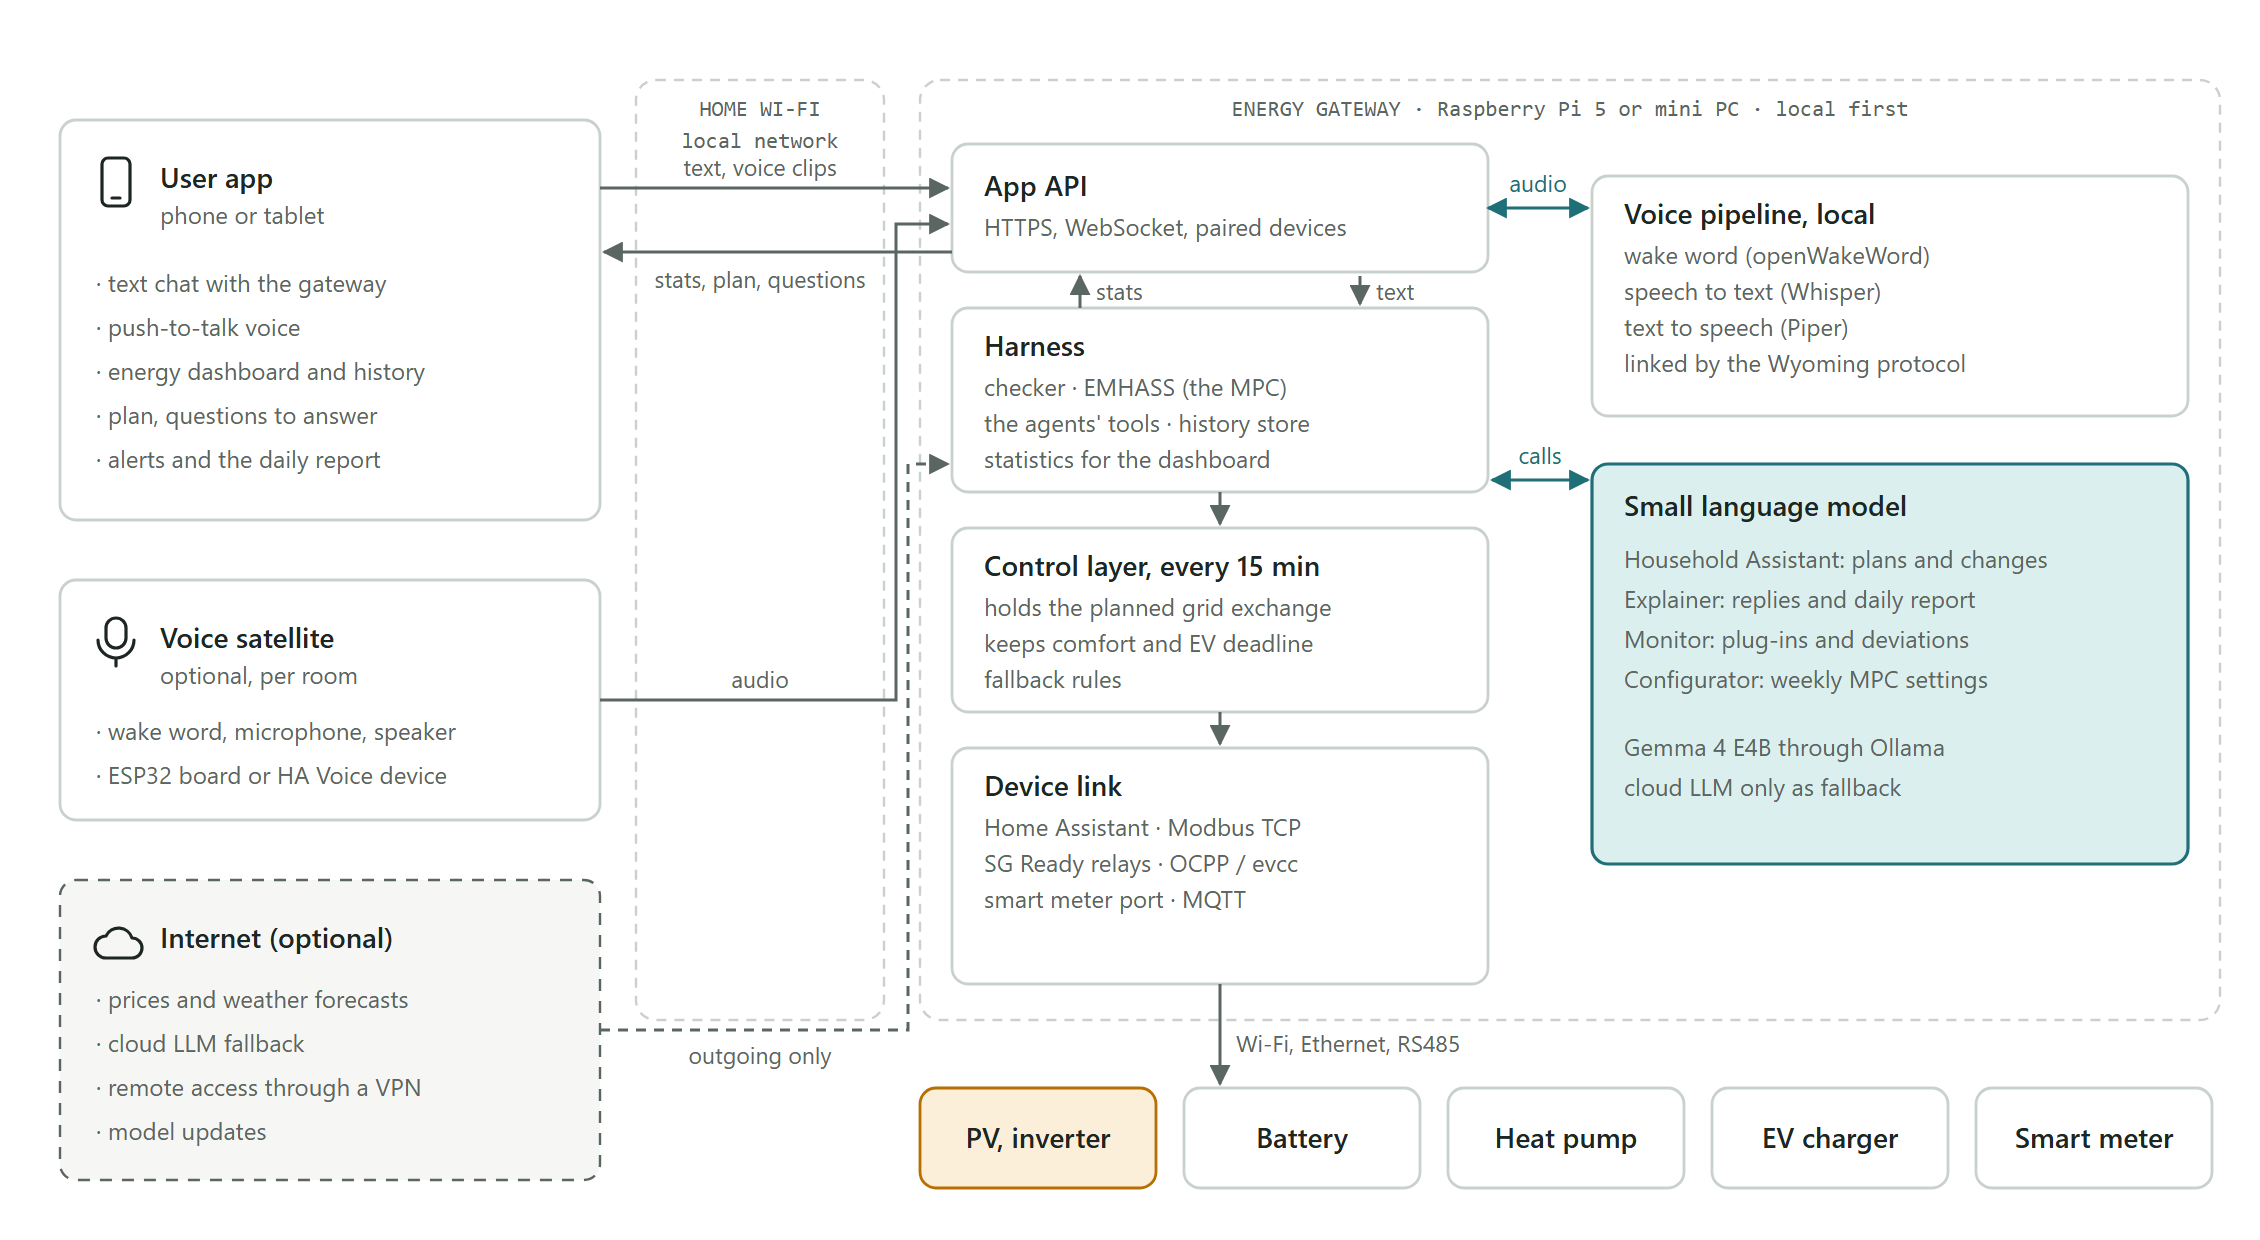 HOME WI-FI
local network
text, voice clips
stats, plan, questions
audio
outgoing only
User app
phone or tablet
· text chat with the gateway
· push-to-talk voice
· energy dashboard and history
· plan, questions to answer
· alerts and the daily report
Voice satellite
optional, per room
· wake word, microphone, speaker
· ESP32 board or HA Voice device
Internet (optional)
· prices and weather forecasts
· cloud LLM fallback
· remote access through a VPN
· model updates
ENERGY GATEWAY · Raspberry Pi 5 or mini PC · local first
App API
HTTPS, WebSocket, paired devices
stats
text
Harness
checker · EMHASS (the MPC)
the agents' tools · history store
statistics for the dashboard
Control layer, every 15 min
holds the planned grid exchange
keeps comfort and EV deadline
fallback rules
Device link
Home Assistant · Modbus TCP
SG Ready relays · OCPP / evcc
smart meter port · MQTT
audio
Voice pipeline, local
wake word (openWakeWord)
speech to text (Whisper)
text to speech (Piper)
linked by the Wyoming protocol
calls
Small language model
Household Assistant: plans and changes
Explainer: replies and daily report
Monitor: plug-ins and deviations
Configurator: weekly MPC settings
Gemma 4 E4B through Ollama
cloud LLM only as fallback
Wi-Fi, Ethernet, RS485
PV, inverter
Battery
Heat pump
EV charger
Smart meter